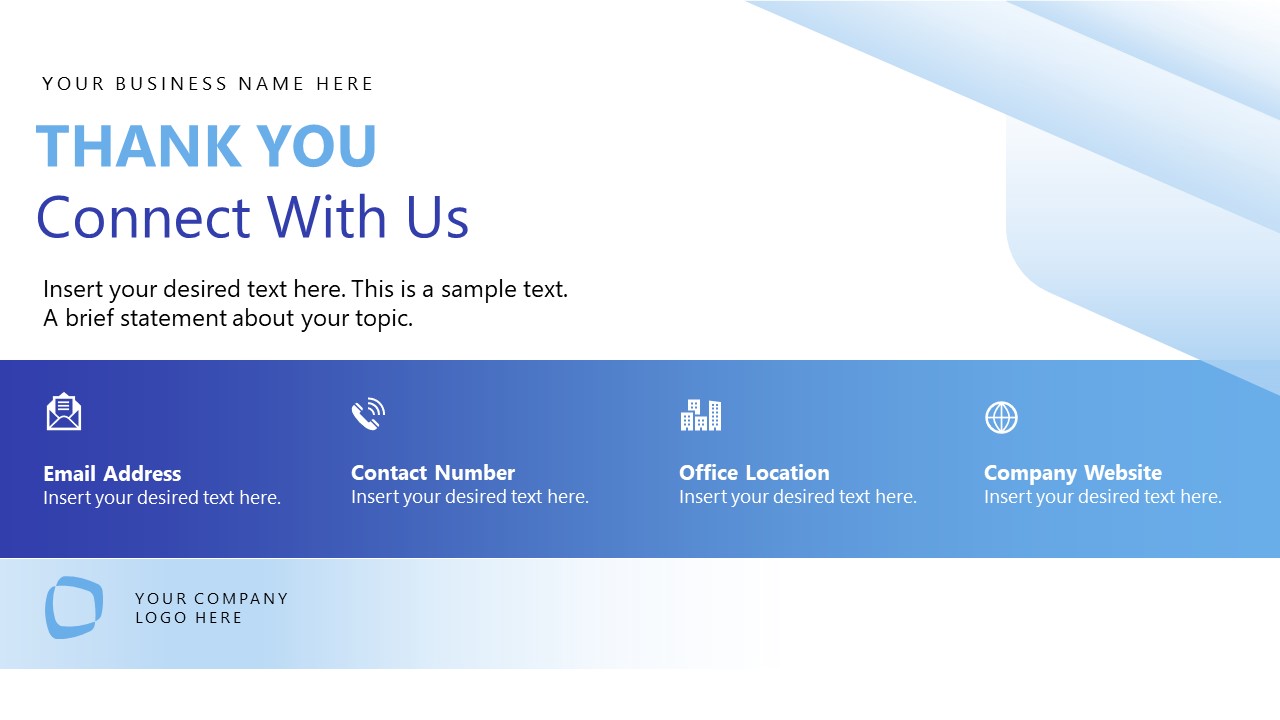 YOUR BUSINESS NAME HERE
THANK YOU
Connect With Us
Insert your desired text here. This is a sample text.
A brief statement about your topic.
Email Address
Insert your desired text here.
Contact Number
Insert your desired text here.
Office Location
Insert your desired text here.
Company Website
Insert your desired text here.
YOUR COMPANY
LOGO HERE